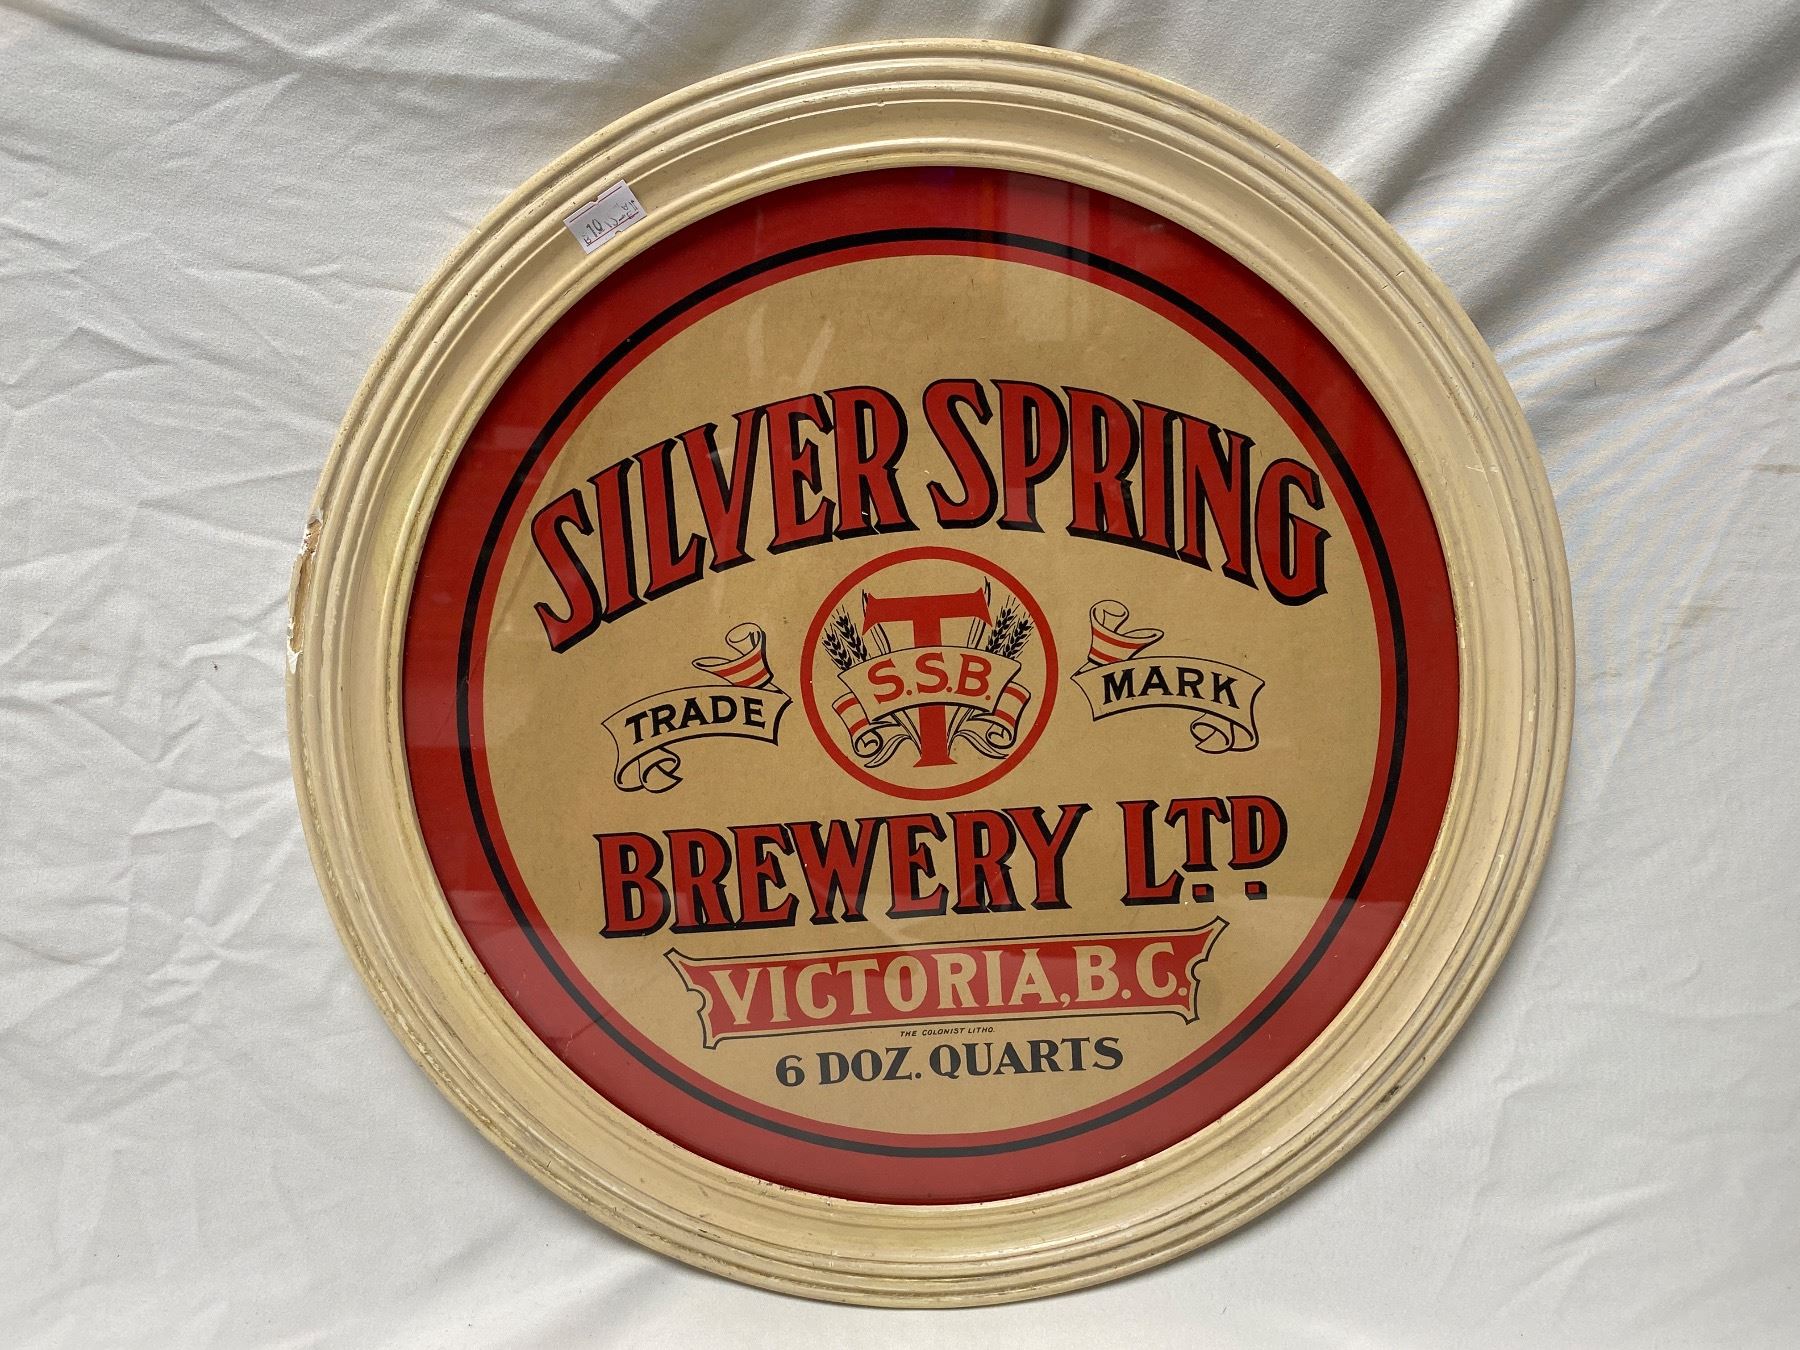 SILVER SPRING
TRADE
T
S.S.B.
MARK
BREWERY LTD.
VICTORIA, B.C.
THE COLONIST LITHO.
6 DOZ. QUARTS